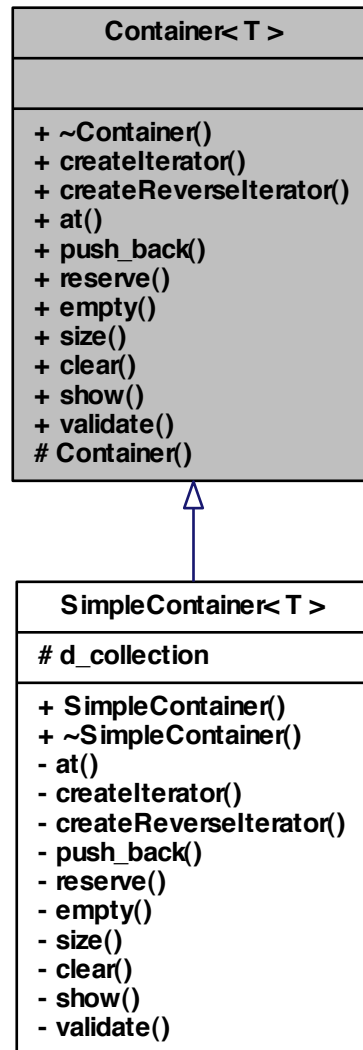 Container< T >
+ ~Container()
+ createIterator()
+ createReverseIterator()
+ at()
+ push_back()
+ reserve()
+ empty()
+ size()
+ clear()
+ show()
+ validate()
# Container()
SimpleContainer< T >
# d_collection
+ SimpleContainer()
+ ~SimpleContainer()
- at()
- createIterator()
- createReverseIterator()
- push_back()
- reserve()
- empty()
- size()
- clear()
- show()
- validate()